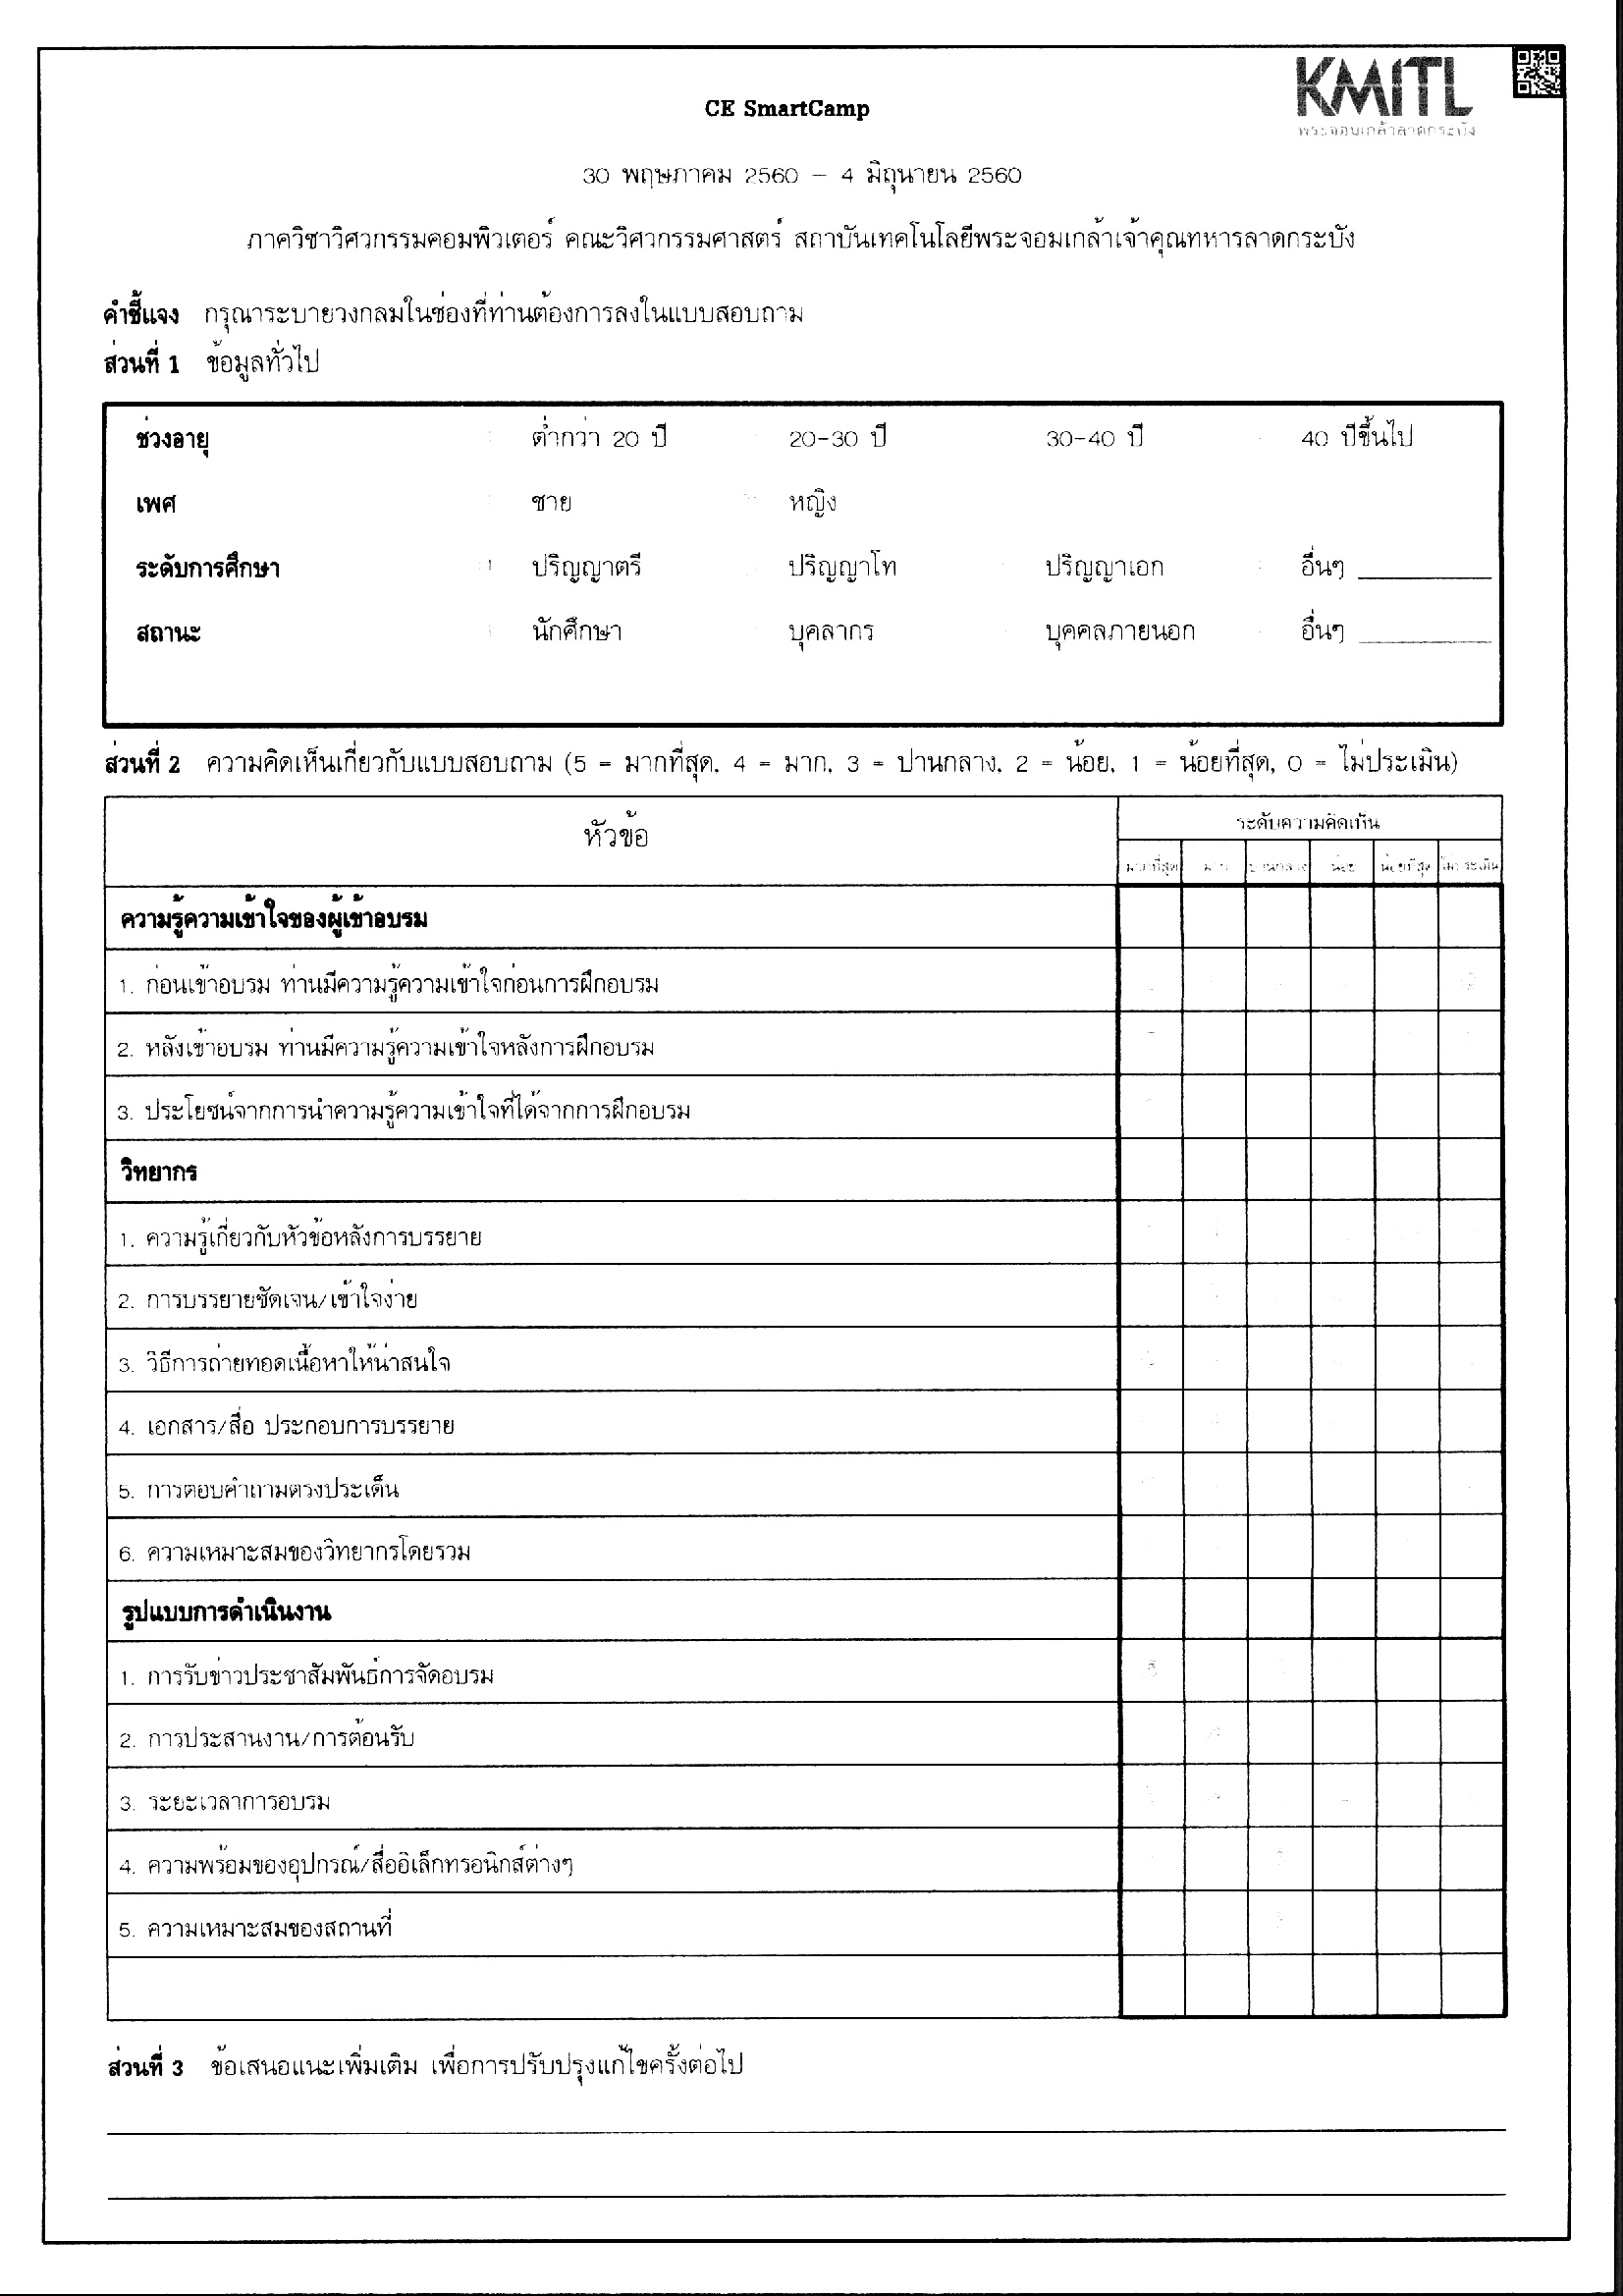 KMITL
พระจอมเกล้าลาดกระบัง
CE SmartCamp
30 พฤษภาคม 2560 - 4 มิถุนายน 2560
ภาควิชาวิศวกรรมคอมพิวเตอร์ คณะวิศวกรรมศาสตร์ สถาบันเทคโนโลยีพระจอมเกล้าเจ้าคุณทหารลาดกระบัง
คำชี้แจง กรุณาระบายวงกลมในช่องที่ท่านต้องการลงในแบบสอบถาม
ส่วนที่ 1 ข้อมูลทั่วไป
ช่วงอายุ ต่ำกว่า 20 ปี 20-30 ปี 30-40 ปี 40 ปีขึ้นไป
เพศ ชาย หญิง
ระดับการศึกษา ปริญญาตรี ปริญญาโท ปริญญาเอก อื่นๆ
สถานะ นักศึกษา บุคลากร บุคคลภายนอก อื่นๆ
ส่วนที่ 2 ความคิดเห็นเกี่ยวกับแบบสอบถาม (5 = มากที่สุด, 4 = มาก, 3 = ปานกลาง, 2 = น้อย, 1 = น้อยที่สุด, 0 = ไม่ประเมิน)
หัวข้อ ระดับความคิดเห็น
มากที่สุด มาก ปานกลาง น้อย น้อยที่สุด ไม่ประเมิน
ความรู้ความเข้าใจของผู้เข้าอบรม
1. ก่อนเข้าอบรม ท่านมีความรู้ความเข้าใจก่อนการฝึกอบรม
2. หลังเข้าอบรม ท่านมีความรู้ความเข้าใจหลังการฝึกอบรม
3. ประโยชน์จากการนำความรู้ความเข้าใจที่ได้จากการฝึกอบรม
วิทยากร
1. ความรู้เกี่ยวกับหัวข้อหลังการบรรยาย
2. การบรรยายชัดเจน/เข้าใจง่าย
3. วิธีการถ่ายทอดเนื้อหาให้น่าสนใจ
4. เอกสาร/สื่อ ประกอบการบรรยาย
5. การตอบคำถามตรงประเด็น
6. ความเหมาะสมของวิทยากรโดยรวม
รูปแบบการดำเนินงาน
1. การรับข่าวประชาสัมพันธ์การจัดอบรม
2. การประสานงาน/การต้อนรับ
3. ระยะเวลาการอบรม
4. ความพร้อมของอุปกรณ์/สื่ออิเล็กทรอนิกส์ต่างๆ
5. ความเหมาะสมของสถานที่
ส่วนที่ 3 ข้อเสนอแนะเพิ่มเติม เพื่อการปรับปรุงแก้ไขครั้งต่อไป